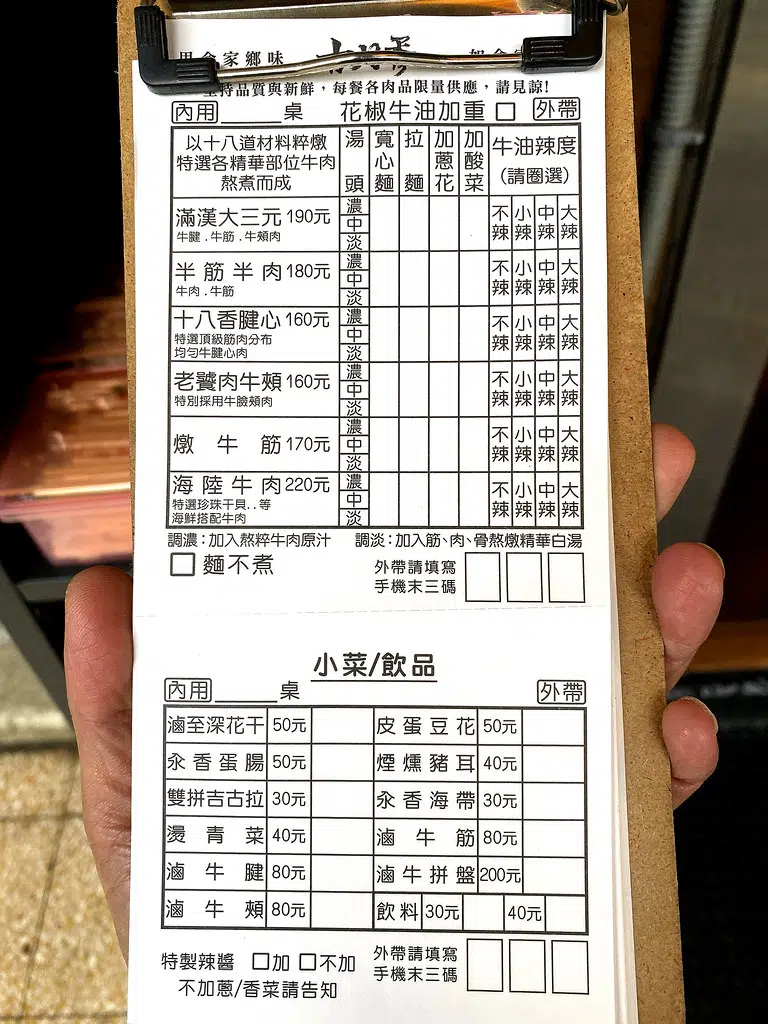 家鄉味
堅持品質與新鮮，每餐各肉品限量供應，請見諒!
內用 桌 花椒牛油加重 □ 外帶
以十八道材料粹燉
特選各精華部位牛肉
熬煮而成
湯頭 寬心麵 拉麵 加蔥花 加酸菜 牛油辣度
(請圈選)
滿漢大三元 190元 濃 中 淡 不辣 小辣 中辣 大辣
牛腱.牛筋.牛頰肉
半筋半肉 180元 濃 中 淡 不辣 小辣 中辣 大辣
牛肉.牛筋
十八香腱心 160元 濃 中 淡 不辣 小辣 中辣 大辣
特選頂級筋肉分布
均勻牛腱心肉
老饕肉牛頰 160元 濃 中 淡 不辣 小辣 中辣 大辣
特別採用牛臉頰肉
燉牛筋 170元 濃 中 淡 不辣 小辣 中辣 大辣
海陸牛肉 220元 濃 中 淡 不辣 小辣 中辣 大辣
特選珍珠干貝..等
海鮮搭配牛肉
調濃：加入熬粹牛肉原汁 調淡：加入筋、肉、骨熬燉精華白湯
□ 麵不煮 外帶請填寫
手機末三碼
小菜/飲品
內用 桌 外帶
滷至深花干 50元 皮蛋豆花 50元
氽香蛋腸 50元 煙燻豬耳 40元
雙拼吉古拉 30元 氽香海帶 30元
燙青菜 40元 滷牛筋 80元
滷牛腱 80元 滷牛拼盤 200元
滷牛頰 80元 飲料 30元 40元
特製辣醬 □加 □不加 外帶請填寫
手機末三碼
不加蔥/香菜請告知